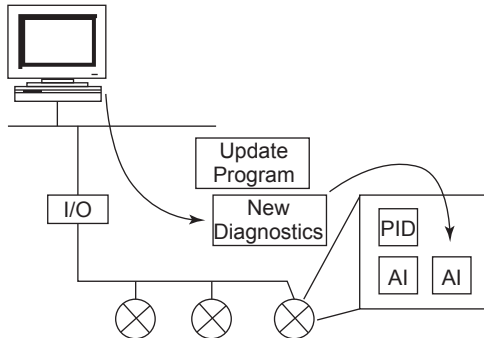 Update
Program
I/O
New
Diagnostics
PID
AI
AI